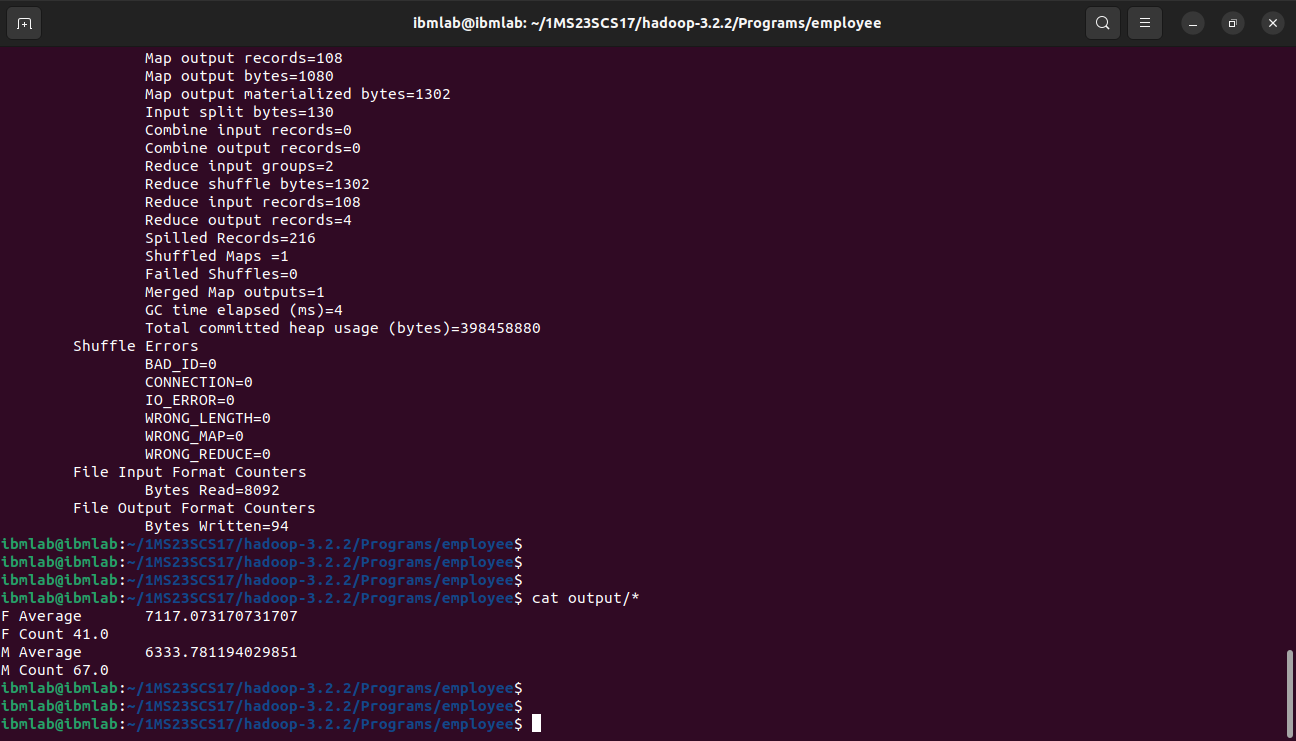 ibmlab@ibmlab: ~/1MS23SCS17/hadoop-3.2.2/Programs/employee
Map output records=108
Map output bytes=1080
Map output materialized bytes=1302
Input split bytes=130
Combine input records=0
Combine output records=0
Reduce input groups=2
Reduce shuffle bytes=1302
Reduce input records=108
Reduce output records=4
Spilled Records=216
Shuffled Maps =1
Failed Shuffles=0
Merged Map outputs=1
GC time elapsed (ms)=4
Total committed heap usage (bytes)=398458880
Shuffle Errors
BAD_ID=0
CONNECTION=0
IO_ERROR=0
WRONG_LENGTH=0
WRONG_MAP=0
WRONG_REDUCE=0
File Input Format Counters
Bytes Read=8092
File Output Format Counters
Bytes Written=94
ibmlab@ibmlab:~/1MS23SCS17/hadoop-3.2.2/Programs/employee$
ibmlab@ibmlab:~/1MS23SCS17/hadoop-3.2.2/Programs/employee$
ibmlab@ibmlab:~/1MS23SCS17/hadoop-3.2.2/Programs/employee$
ibmlab@ibmlab:~/1MS23SCS17/hadoop-3.2.2/Programs/employee$ cat output/*
F Average       7117.073170731707
F Count 41.0
M Average       6333.781194029851
M Count 67.0
ibmlab@ibmlab:~/1MS23SCS17/hadoop-3.2.2/Programs/employee$
ibmlab@ibmlab:~/1MS23SCS17/hadoop-3.2.2/Programs/employee$
ibmlab@ibmlab:~/1MS23SCS17/hadoop-3.2.2/Programs/employee$